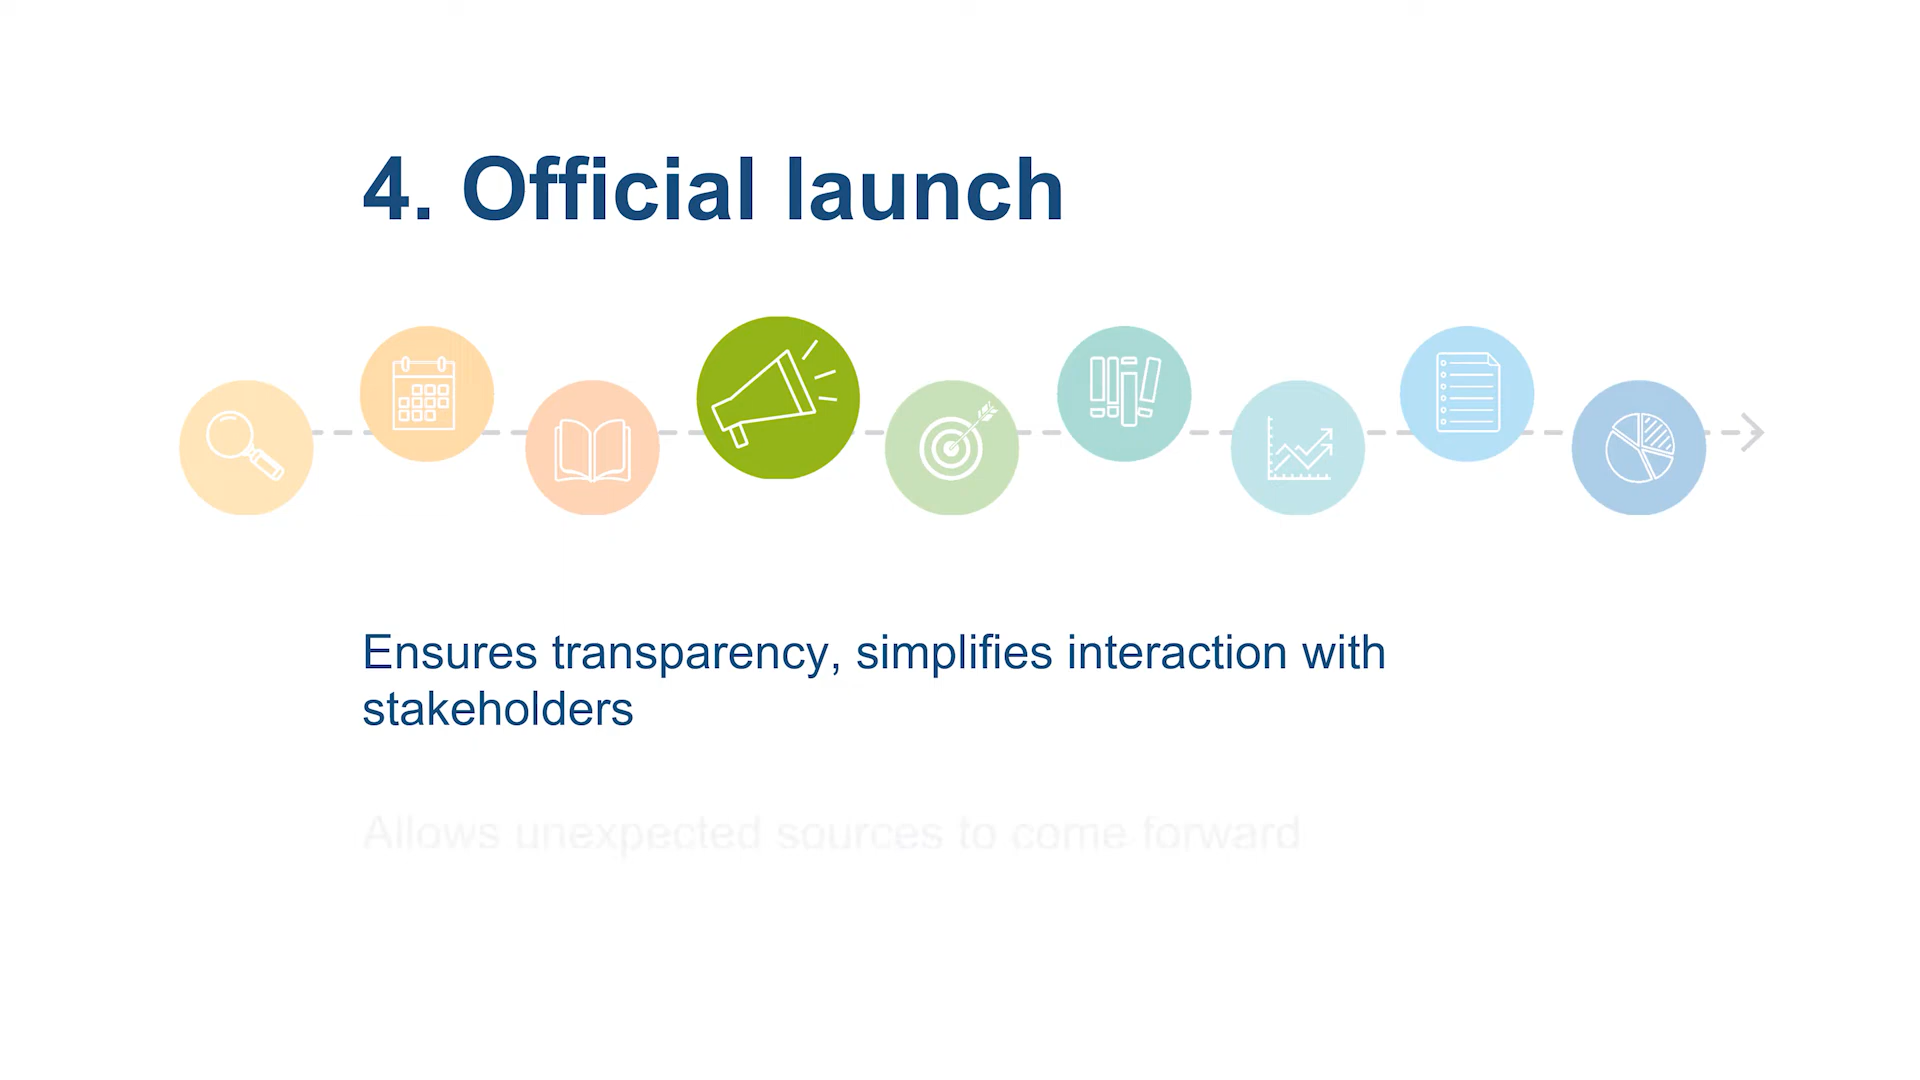 4. Official launch
Ensures transparency, simplifies interaction with
stakeholders
Allows unexpected sources to come forward